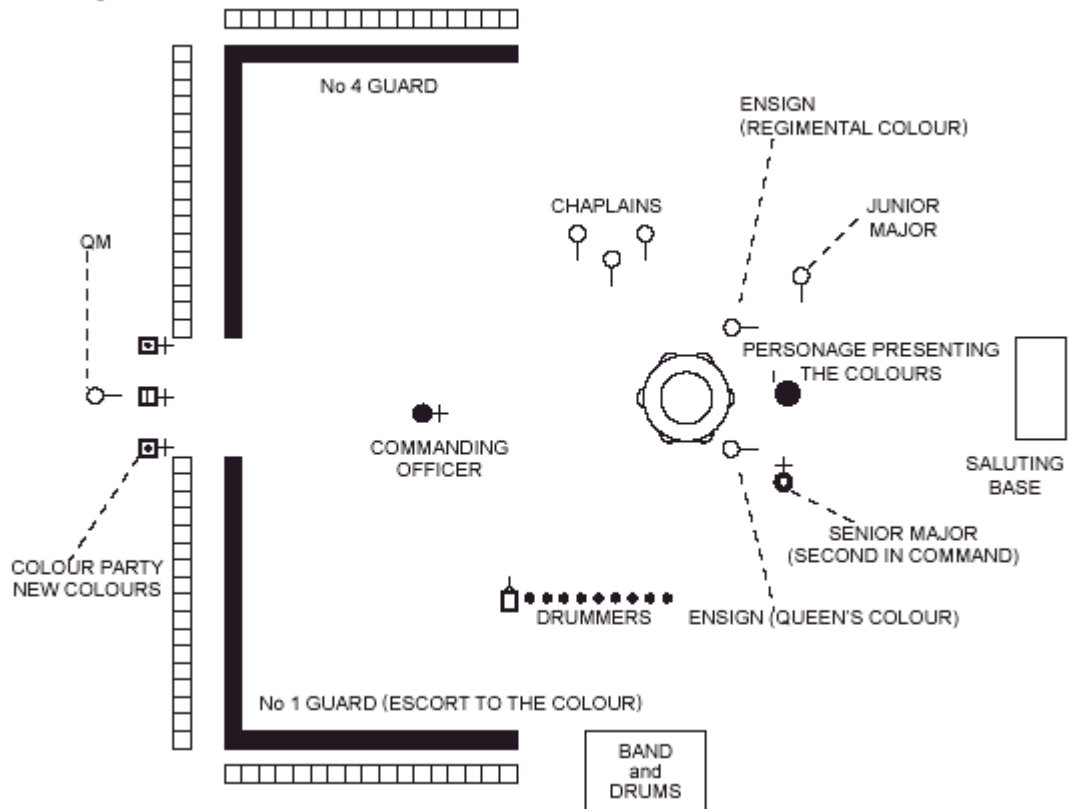 No 4 GUARD
ENSIGN
(REGIMENTAL COLOUR)
CHAPLAINS
JUNIOR
MAJOR
QM
PERSONAGE PRESENTING
THE COLOURS
COMMANDING
OFFICER
SALUTING
BASE
SENIOR MAJOR
(SECOND IN COMMAND)
COLOUR PARTY
NEW COLOURS
DRUMMERS
ENSIGN (QUEEN'S COLOUR)
No 1 GUARD (ESCORT TO THE COLOUR)
BAND
and
DRUMS